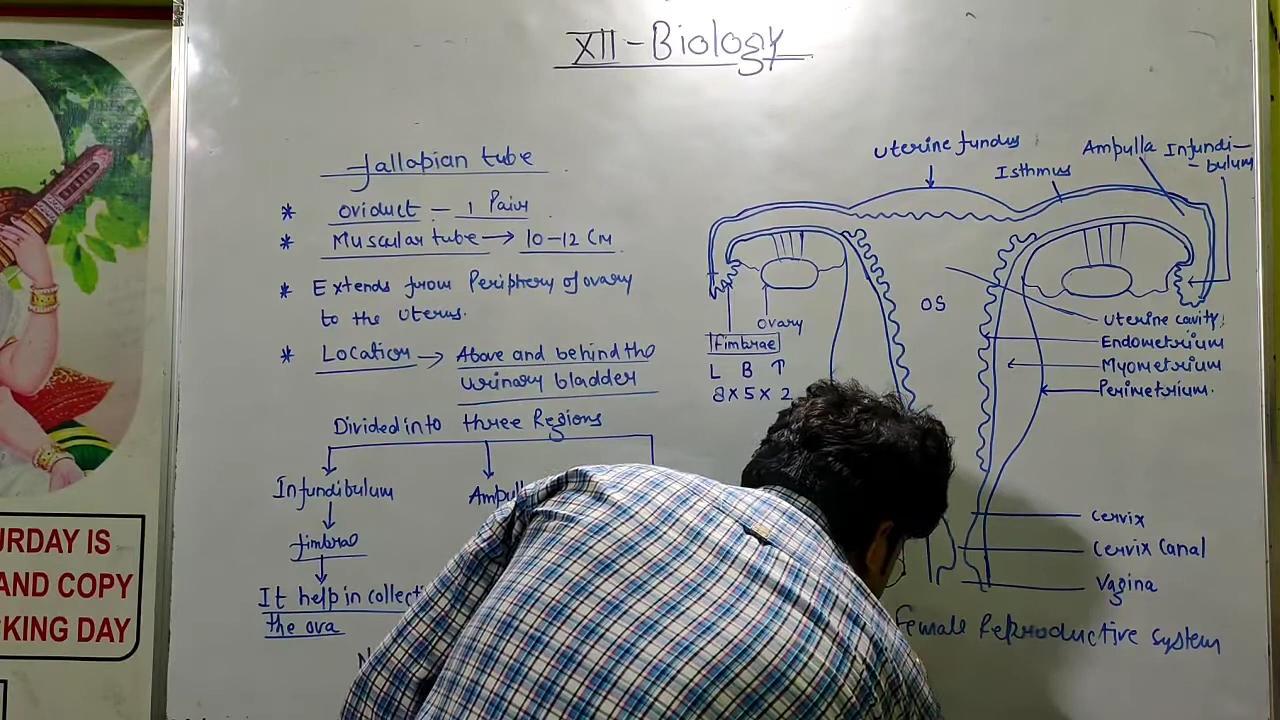 XII - Biology
fallopian tube
* oviduct - 1 Pair
* Muscular tube → 10-12 Cm
* Extends from Periphery of ovary
to the uterus.
* Location → Above and behind the
urinary bladder
Divided into three Regions
Infundibulum
fimbrae
It help in collect
the ova
Ampull
Uterine fundus
Isthmus
Ampulla
Infundi-
-bulum
ovary
Fimbrae
L B ↑
8×5×2
OS
Uterine cavity
Endometrium
Myometrium
Perimetrium.
cervix
cervix canal
Vagina
Female Reproductive system
URDAY IS
AND COPY
KING DAY